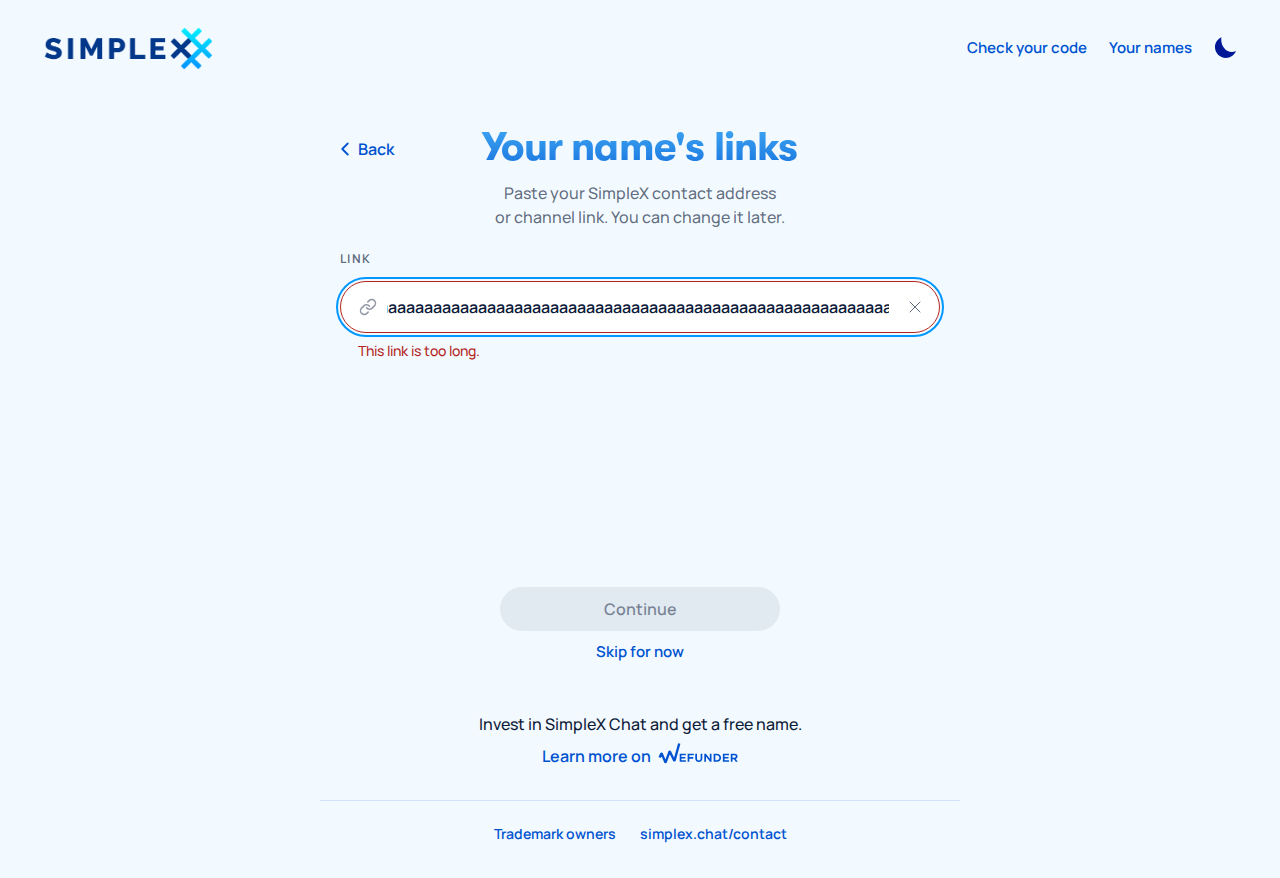 SIMPLEX
Check your code
Your names
Back
Your name's links
Paste your SimpleX contact address
or channel link. You can change it later.
LINK
This link is too long.
Continue
Skip for now
Invest in SimpleX Chat and get a free name.
Learn more on WEFUNDER
Trademark owners
simplex.chat/contact